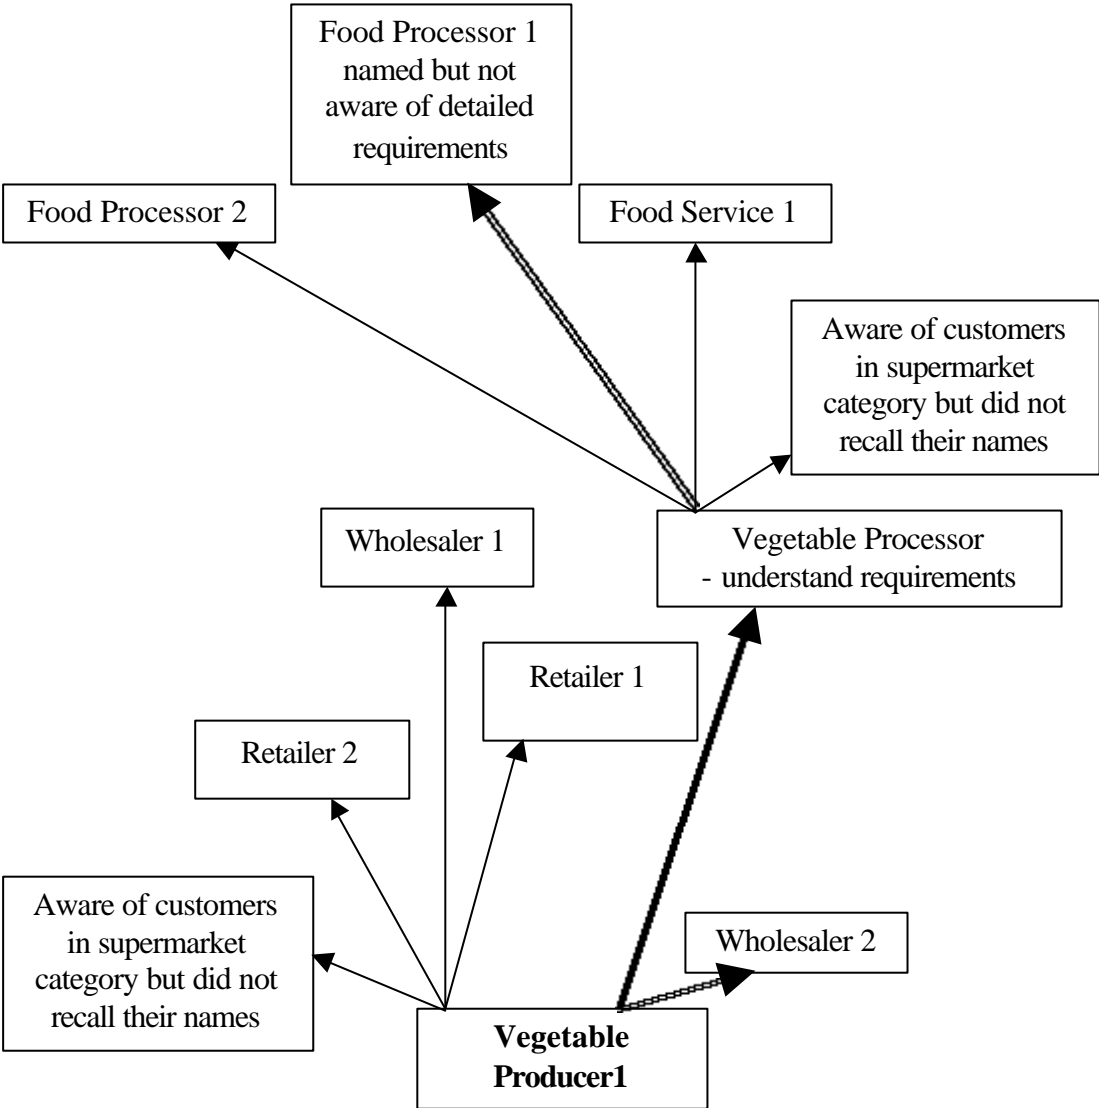 Food Processor 1
named but not
aware of detailed
requirements
Food Processor 2
Food Service 1
Aware of customers
in supermarket
category but did not
recall their names
Wholesaler 1
Vegetable Processor
- understand requirements
Retailer 1
Retailer 2
Aware of customers
in supermarket
category but did not
recall their names
Wholesaler 2
Vegetable
Producer1